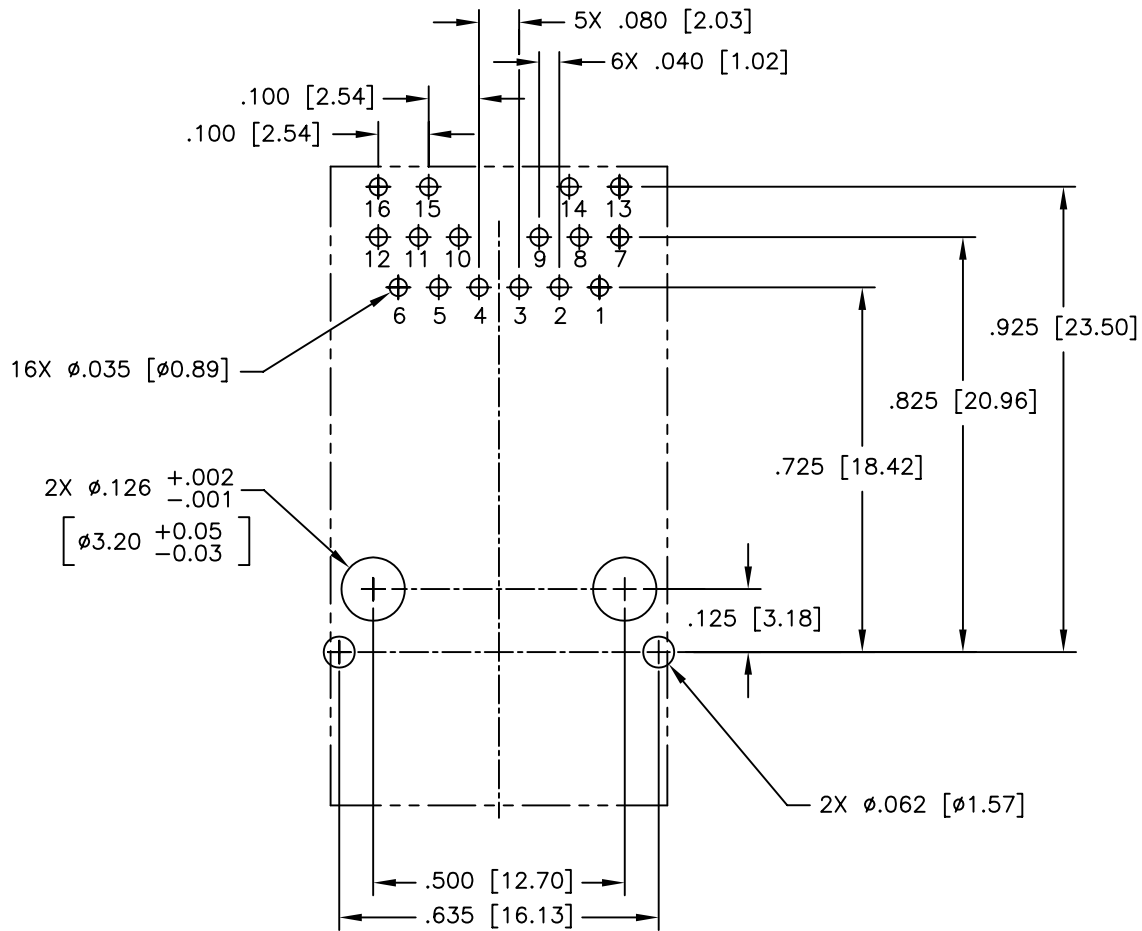 5X .080 [2.03]
6X .040 [1.02]
.100 [2.54]
.100 [2.54]
16 15 14 13
12 11 10 9 8 7
6 5 4 3 2 1
.925 [23.50]
16X ø.035 [ø0.89]
.825 [20.96]
.725 [18.42]
2X ø.126 +.002
-.001
[ø3.20 +0.05
-0.03]
.125 [3.18]
2X ø.062 [ø1.57]
.500 [12.70]
.635 [16.13]